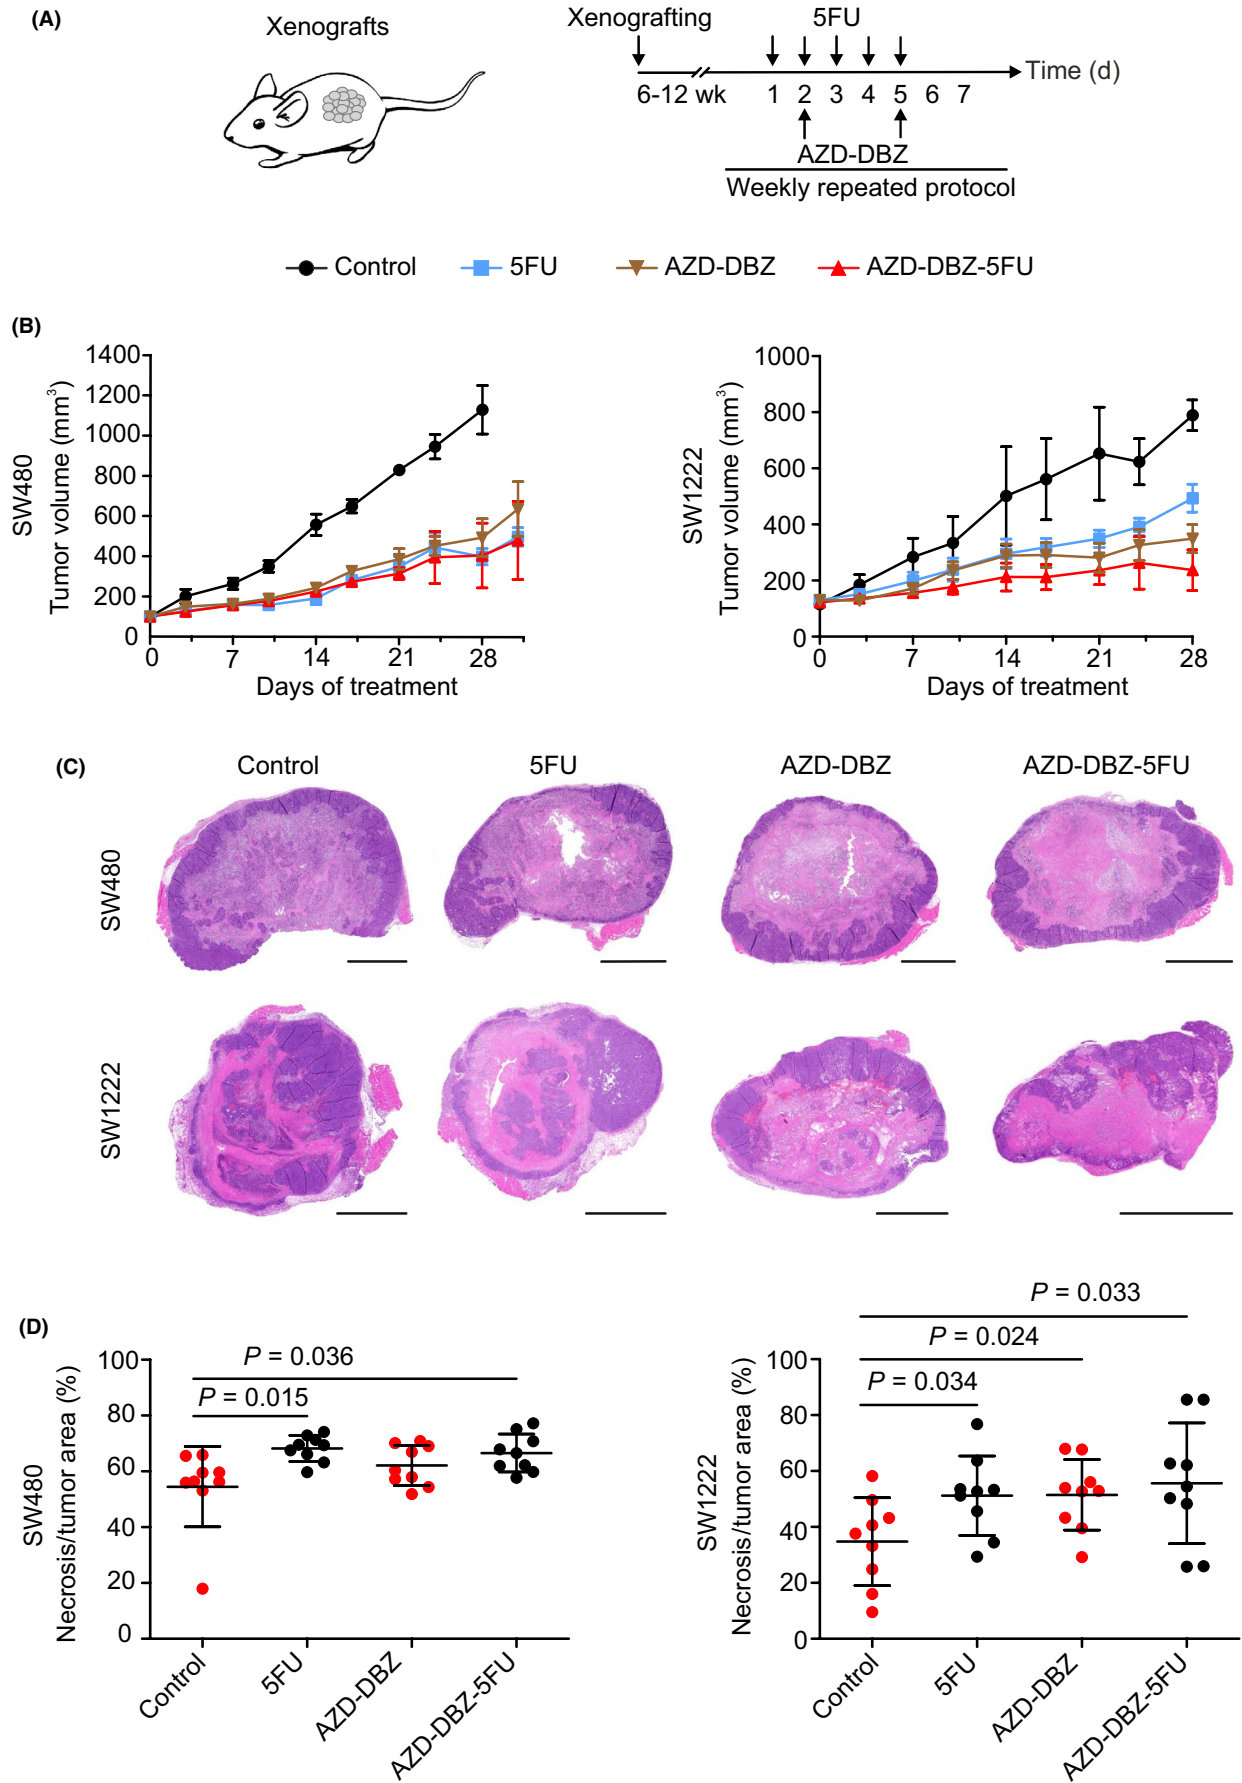 (A)
Xenografts
Xenografting 5FU
Time (d)
6-12 wk 1 2 3 4 5 6 7
AZD-DBZ
Weekly repeated protocol
Control 5FU AZD-DBZ AZD-DBZ-5FU
(B)
SW480
Tumor volume (mm³)
1400
1200
1000
800
600
400
200
0
0 7 14 21 28
Days of treatment
SW1222
Tumor volume (mm³)
1000
800
600
400
200
0
0 7 14 21 28
Days of treatment
(C)
Control 5FU AZD-DBZ AZD-DBZ-5FU
SW480
SW1222
(D)
SW480
Necrosis/tumor area (%)
100
80
60
40
20
0
P = 0.036
P = 0.015
Control 5FU AZD-DBZ AZD-DBZ-5FU
SW1222
Necrosis/tumor area (%)
100
80
60
40
20
0
P = 0.033
P = 0.024
P = 0.034
Control 5FU AZD-DBZ AZD-DBZ-5FU